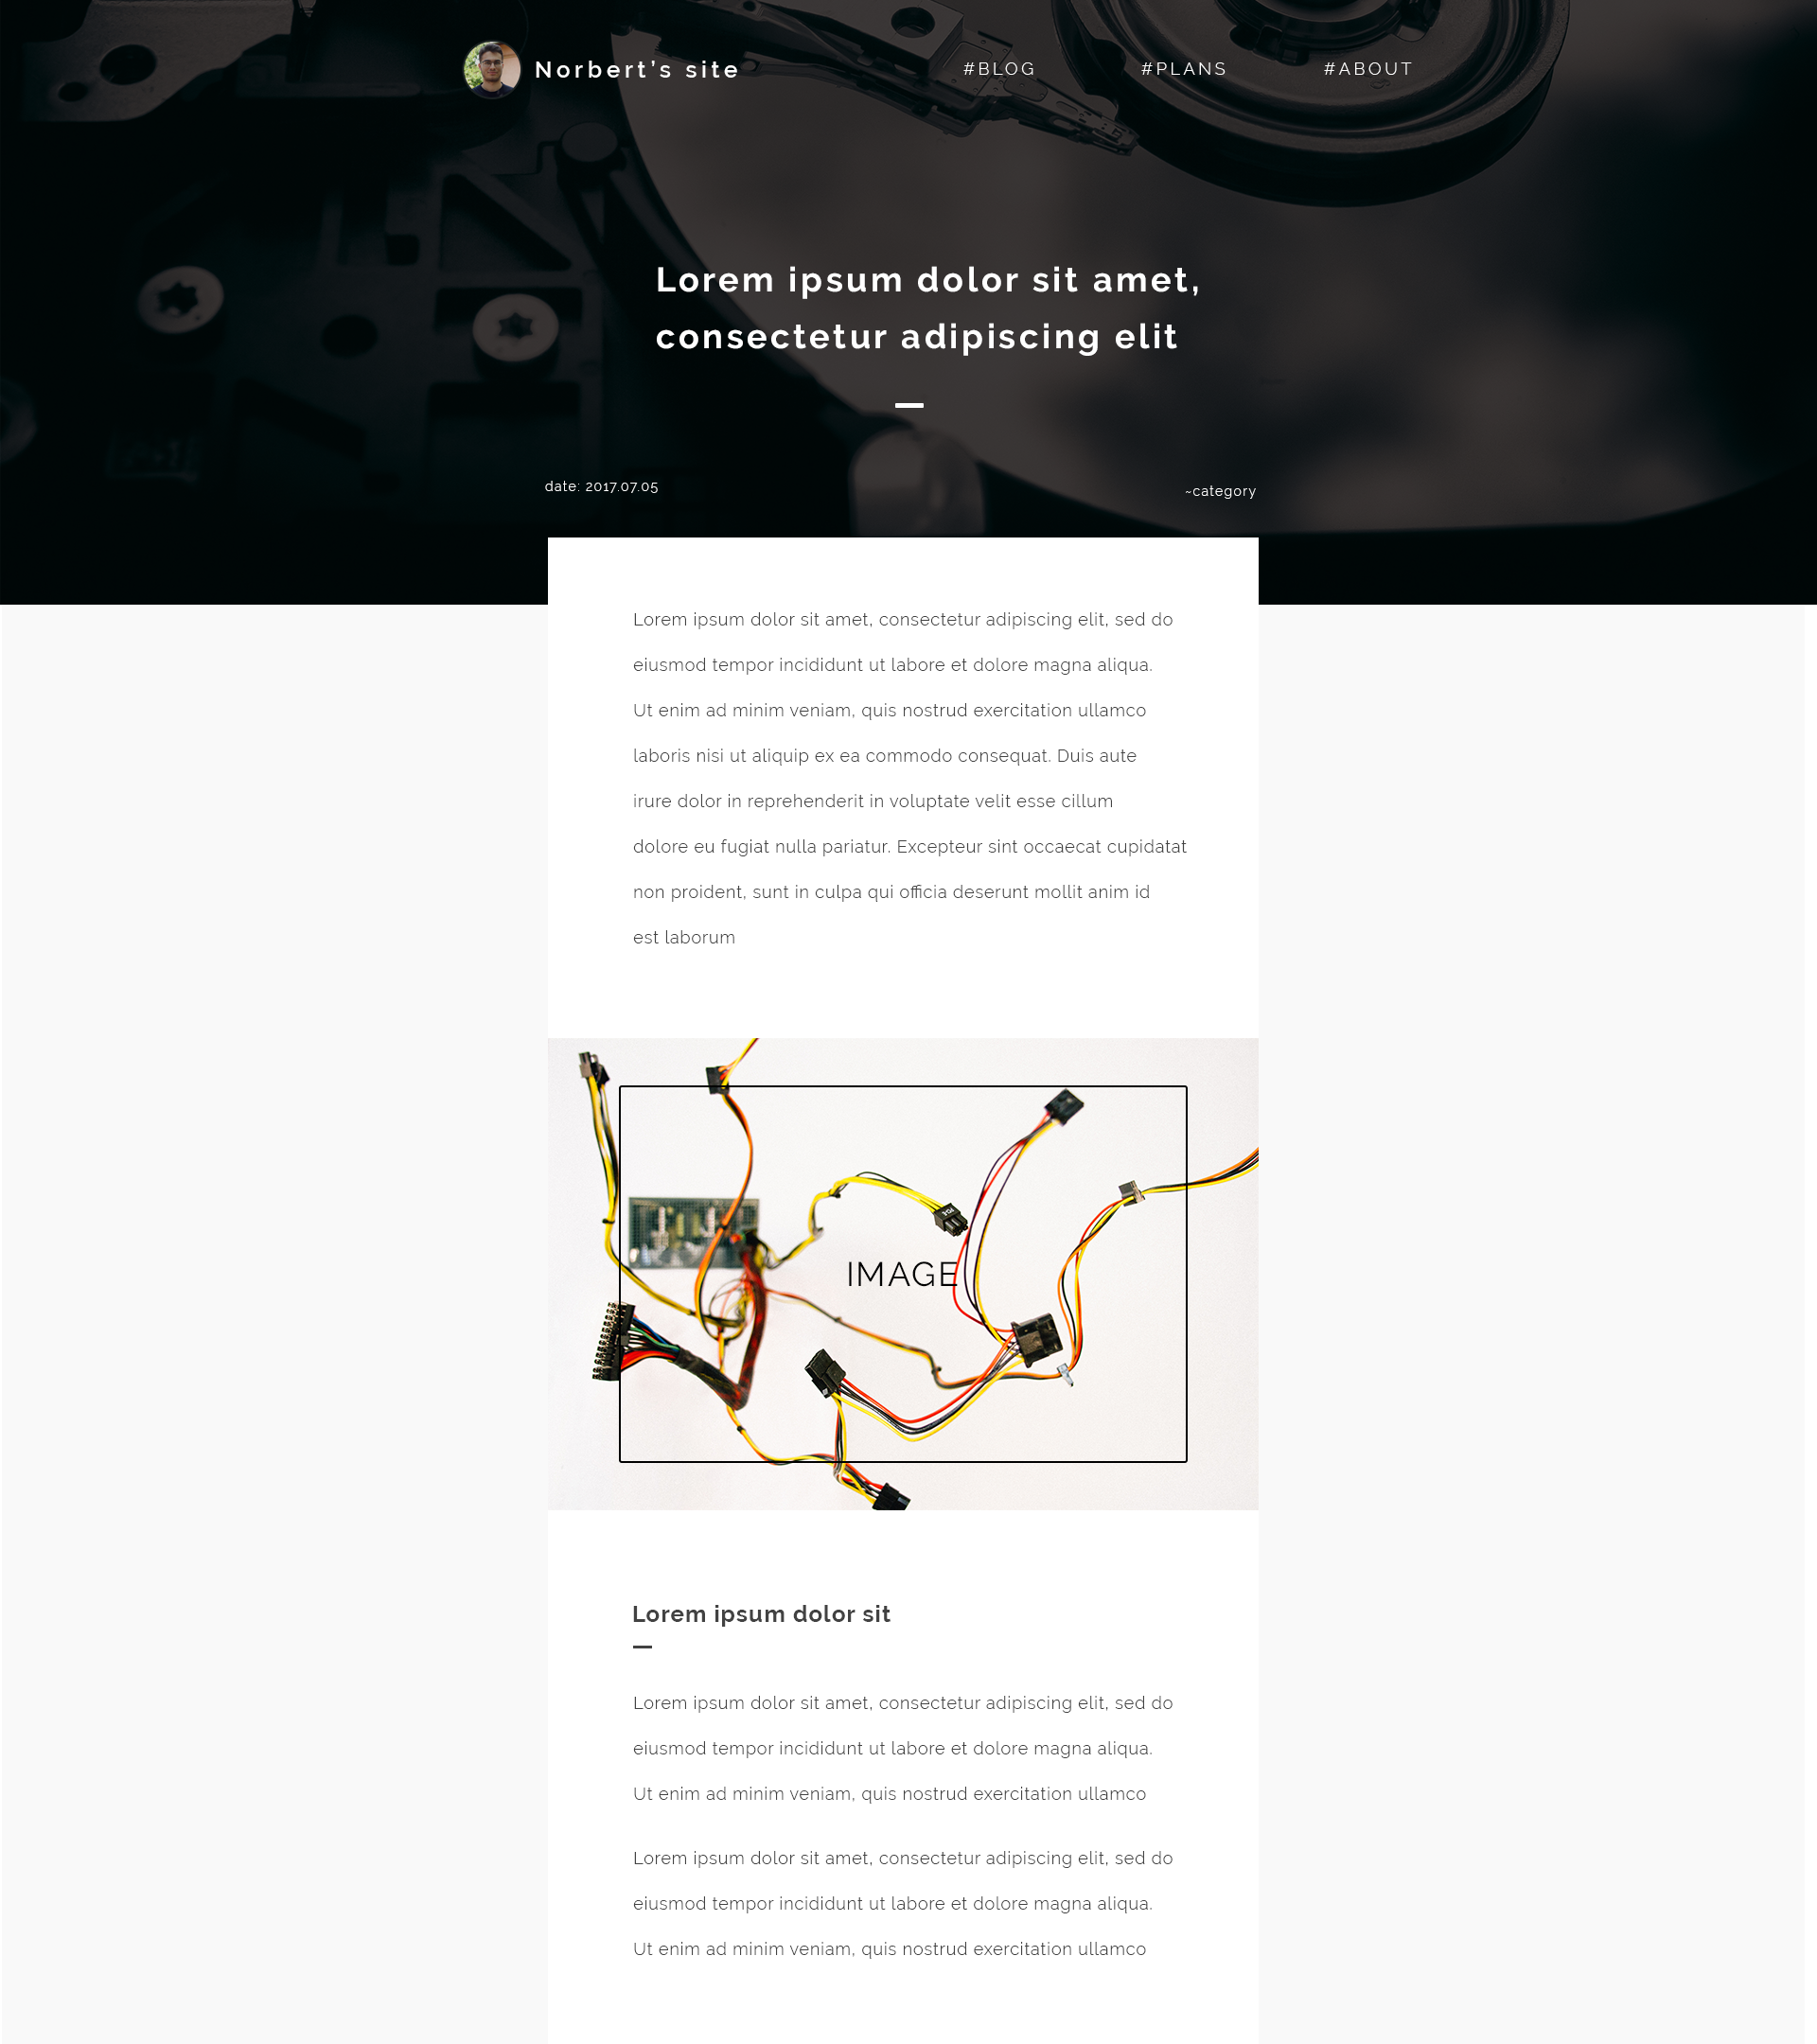 Norbert’s site
#BLOG
#PLANS
#ABOUT
Lorem ipsum dolor sit amet,
consectetur adipiscing elit
date: 2017.07.05
~category
Lorem ipsum dolor sit amet, consectetur adipiscing elit, sed do
eiusmod tempor incididunt ut labore et dolore magna aliqua.
Ut enim ad minim veniam, quis nostrud exercitation ullamco
laboris nisi ut aliquip ex ea commodo consequat. Duis aute
irure dolor in reprehenderit in voluptate velit esse cillum
dolore eu fugiat nulla pariatur. Excepteur sint occaecat cupidatat
non proident, sunt in culpa qui officia deserunt mollit anim id
est laborum
IMAGE
Lorem ipsum dolor sit
Lorem ipsum dolor sit amet, consectetur adipiscing elit, sed do
eiusmod tempor incididunt ut labore et dolore magna aliqua.
Ut enim ad minim veniam, quis nostrud exercitation ullamco
Lorem ipsum dolor sit amet, consectetur adipiscing elit, sed do
eiusmod tempor incididunt ut labore et dolore magna aliqua.
Ut enim ad minim veniam, quis nostrud exercitation ullamco